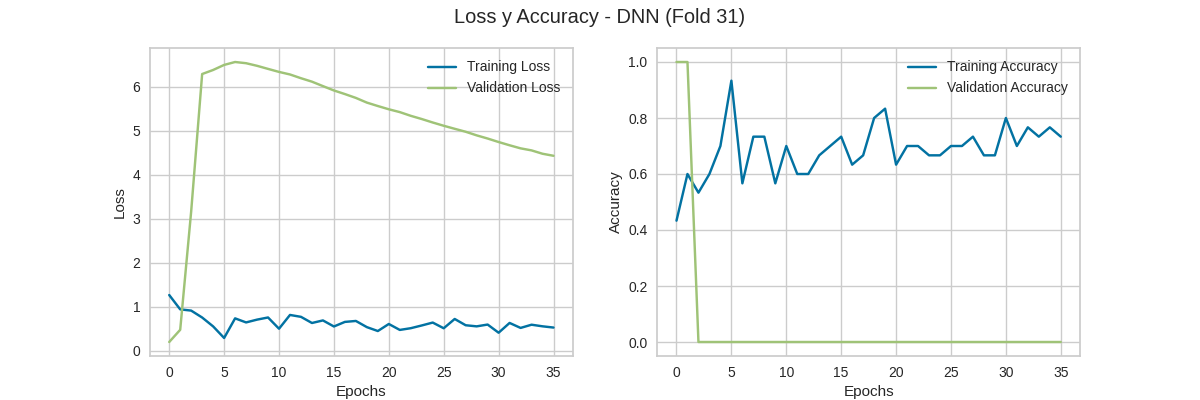 Loss y Accuracy - DNN (Fold 31)
Training Loss
Validation Loss
6
5
4
3
2
1
0
Loss
0 5 10 15 20 25 30 35
Epochs
Training Accuracy
Validation Accuracy
1.0
0.8
0.6
0.4
0.2
0.0
Accuracy
0 5 10 15 20 25 30 35
Epochs